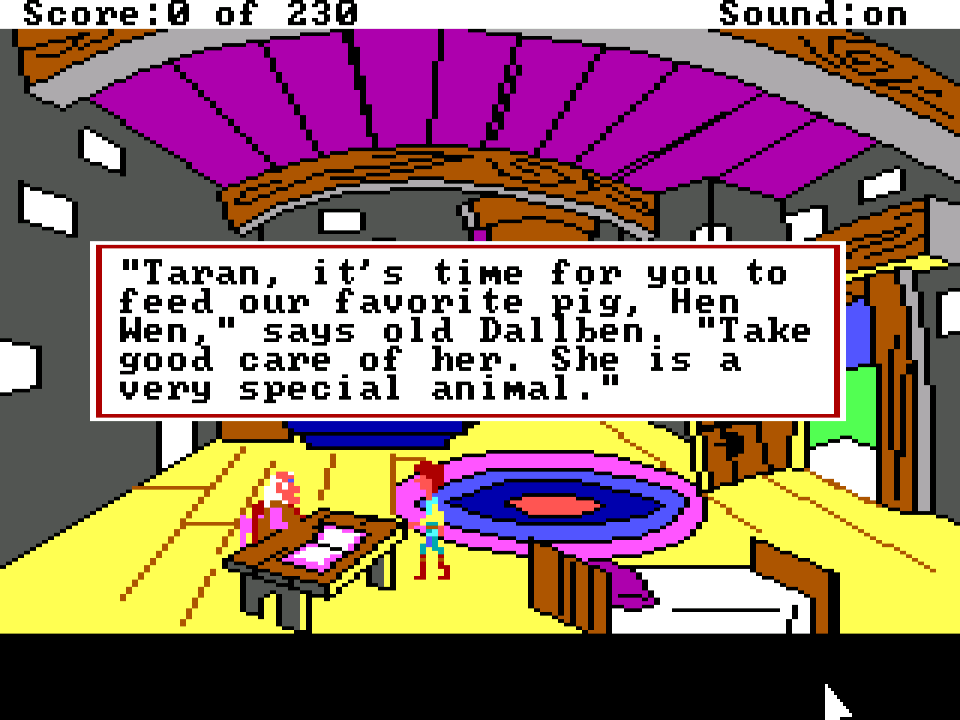 Score:0 of 230 Sound:on
"Taran, it's time for you to
feed our favorite pig, Hen
Wen," says old Dallben. "Take
good care of her. She is a
very special animal."